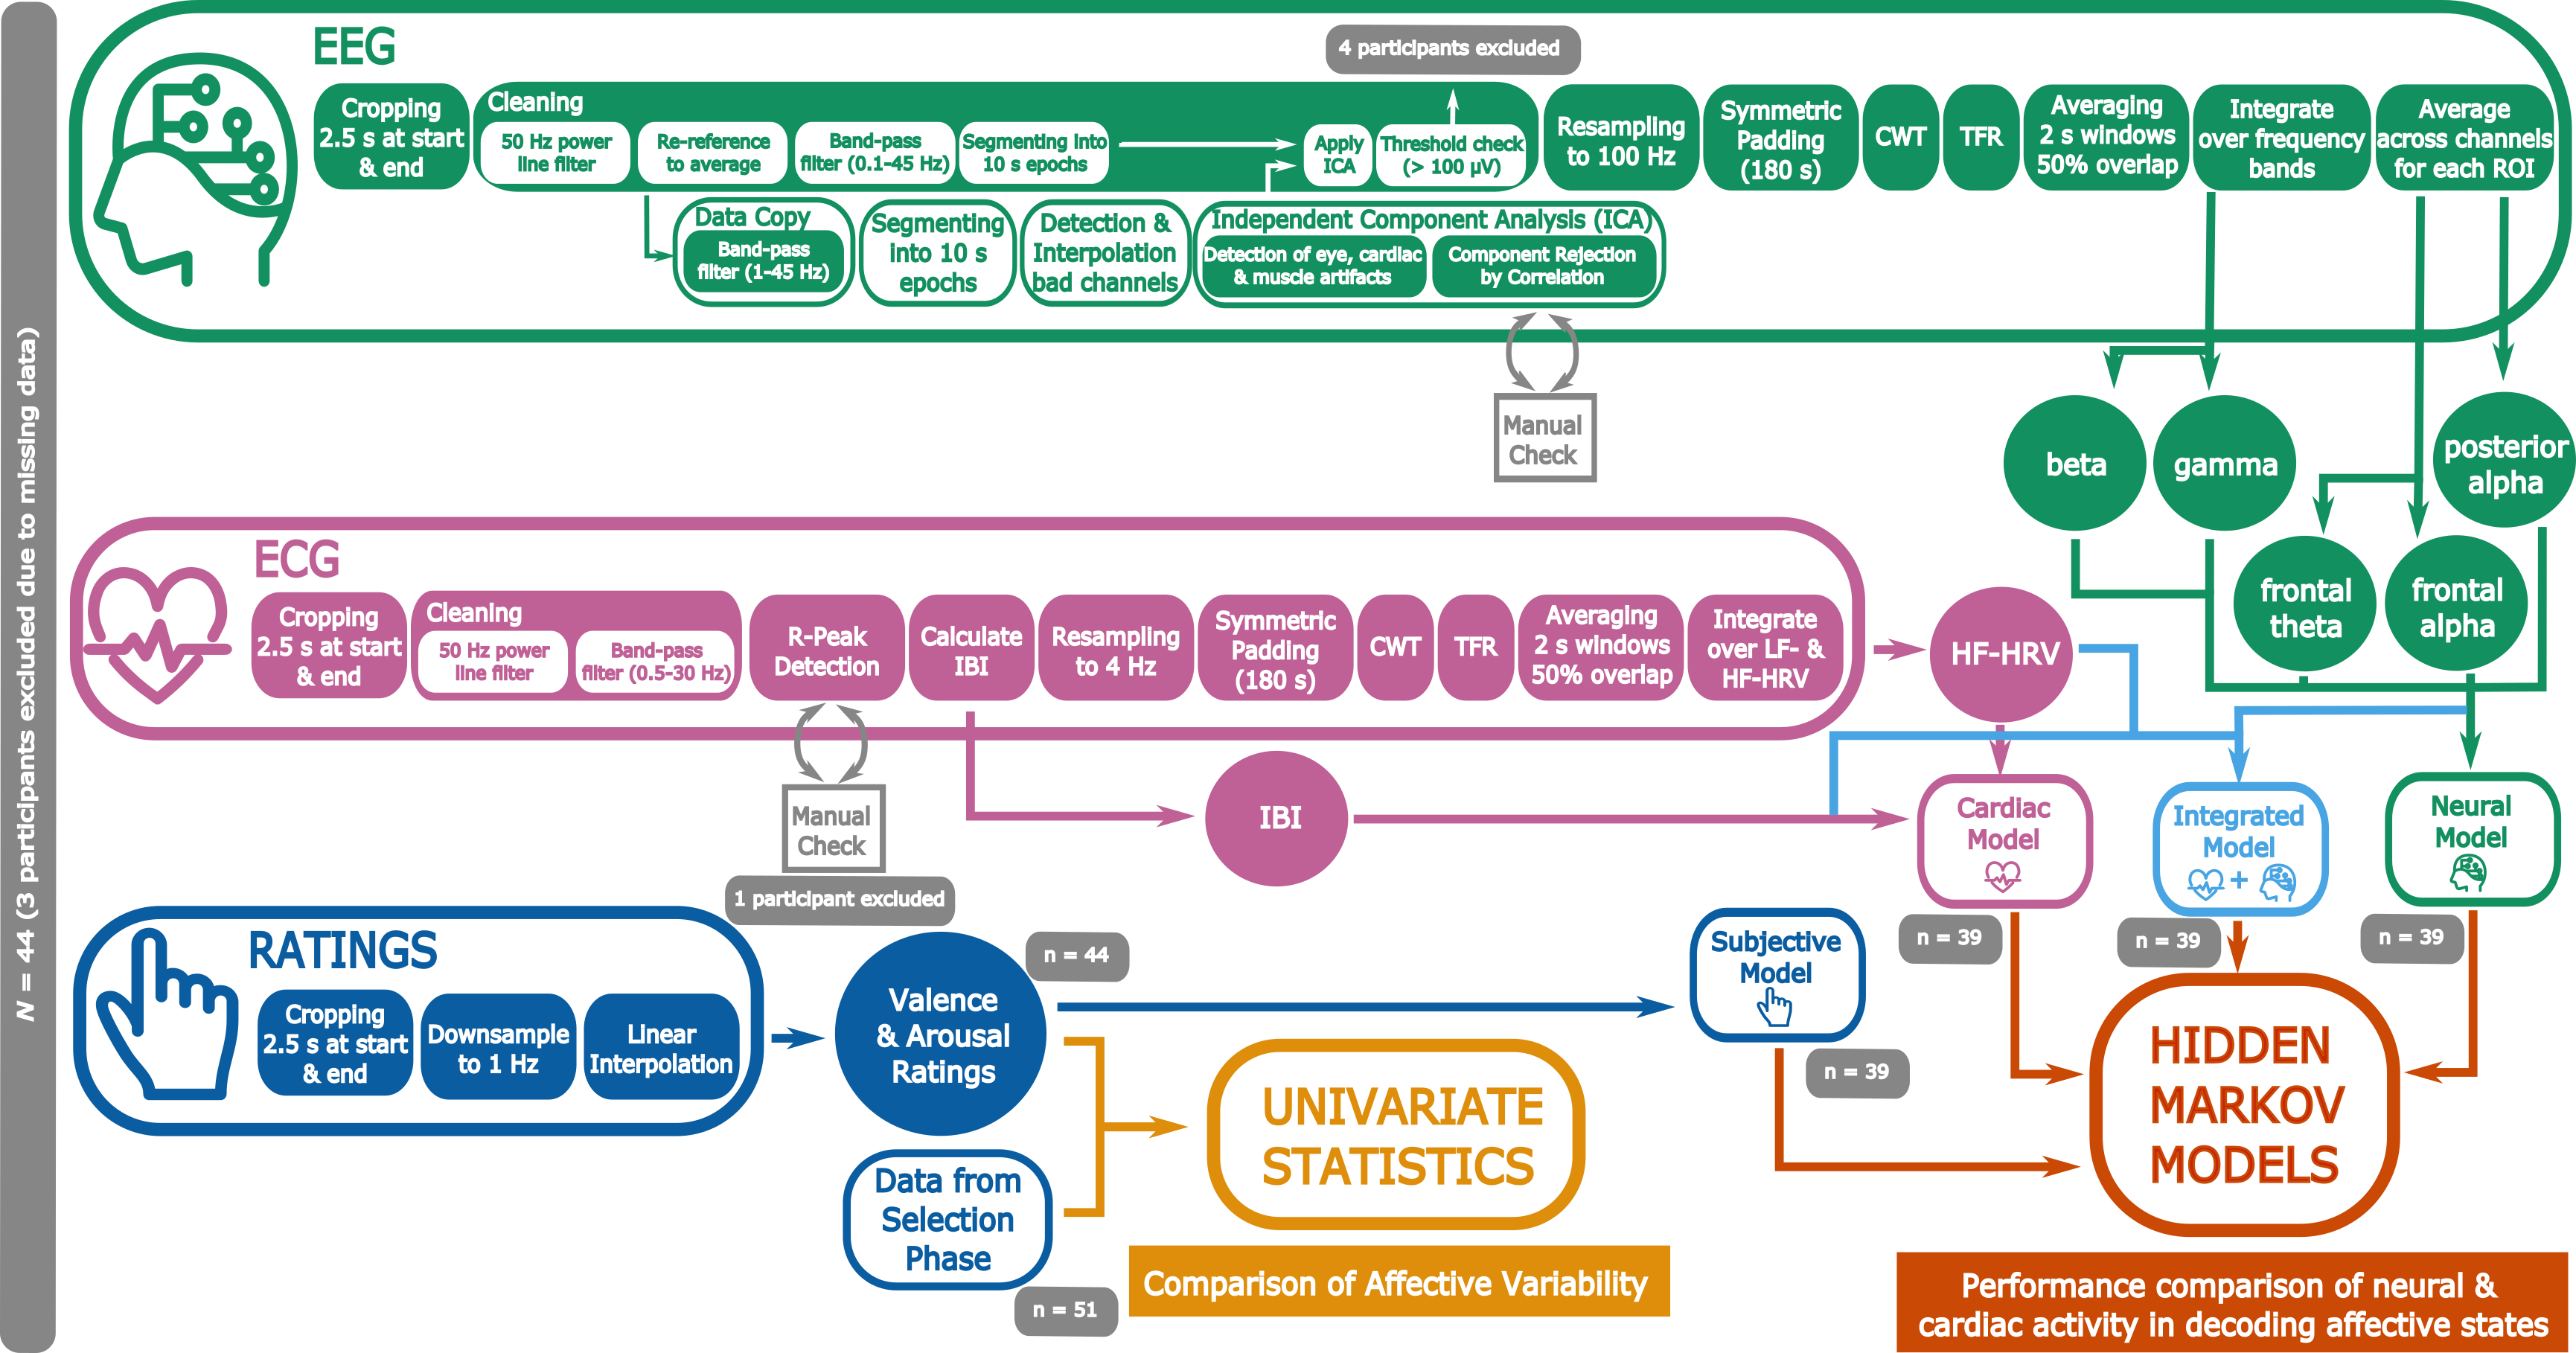 N = 44 (3 participants excluded due to missing data)
EEG
4 participants excluded
Cropping
2.5 s at start
& end
Cleaning
50 Hz power
line filter
Re-reference
to average
Band-pass
filter (0.1-45 Hz)
Segmenting into
10 s epochs
Apply
ICA
Threshold check
(> 100 µV)
Resampling
to 100 Hz
Symmetric
Padding
(180 s)
CWT
TFR
Averaging
2 s windows
50% overlap
Integrate
over frequency
bands
Average
across channels
for each ROI
Data Copy
Band-pass
filter (1-45 Hz)
Segmenting
into 10 s
epochs
Detection &
Interpolation
bad channels
Independent Component Analysis (ICA)
Detection of eye, cardiac
& muscle artifacts
Component Rejection
by Correlation
Manual
Check
beta
gamma
posterior
alpha
frontal
theta
frontal
alpha
ECG
Cropping
2.5 s at start
& end
Cleaning
50 Hz power
line filter
Band-pass
filter (0.5-30 Hz)
R-Peak
Detection
Calculate
IBI
Resampling
to 4 Hz
Symmetric
Padding
(180 s)
CWT
TFR
Averaging
2 s windows
50% overlap
Integrate
over LF- &
HF-HRV
HF-HRV
Manual
Check
1 participant excluded
IBI
Cardiac
Model
Integrated
Model
+
Neural
Model
n = 39
n = 39
n = 39
RATINGS
Cropping
2.5 s at start
& end
Downsample
to 1 Hz
Linear
Interpolation
Valence
& Arousal
Ratings
n = 44
Subjective
Model
n = 39
Data from
Selection
Phase
n = 51
UNIVARIATE
STATISTICS
Comparison of Affective Variability
HIDDEN
MARKOV
MODELS
Performance comparison of neural &
cardiac activity in decoding affective states